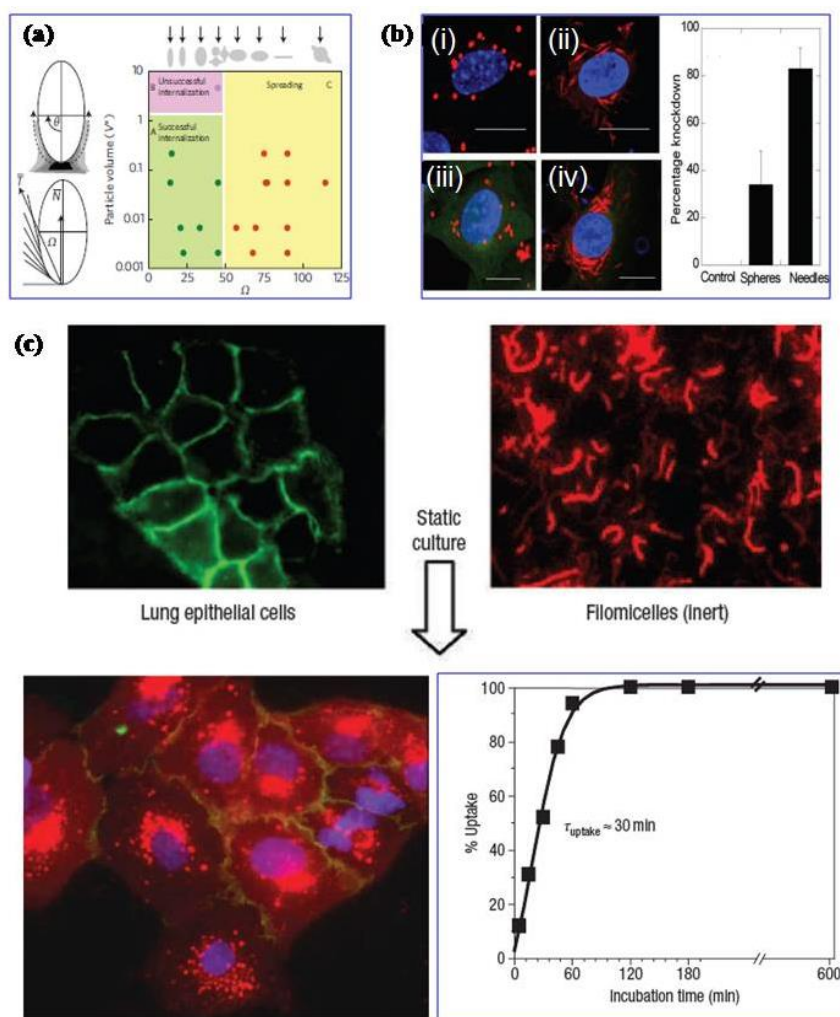 (a)
θ
T̅
N̅
Ω
Particle volume (V*)
10
1
0.1
0.01
0.001
B Unsuccessful
internalization
A Successful
internalization
Spreading C
0 25 50 75 100 125
Ω
(b)
(i)
(ii)
(iii)
(iv)
Percentage knockdown
100
80
60
40
20
0
Control Spheres Needles
(c)
Static
culture
Lung epithelial cells
Filomicelles (inert)
% Uptake
100
80
60
40
20
0
τuptake ≈ 30 min
0 60 120 180 600
Incubation time (min)